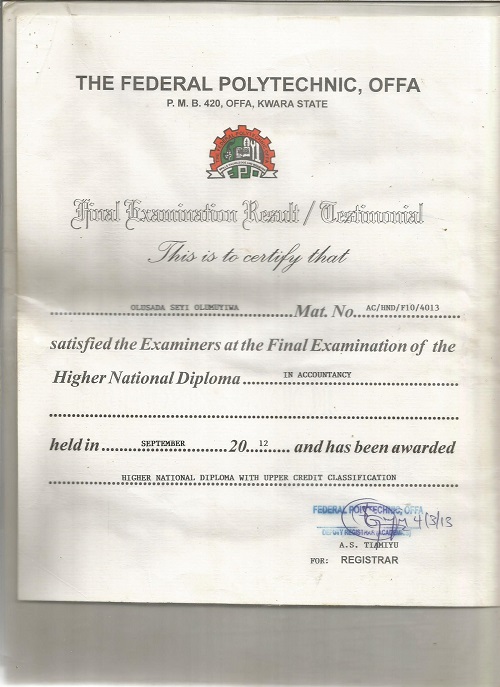 THE FEDERAL POLYTECHNIC, OFFA
P. M. B. 420, OFFA, KWARA STATE
FPO
Final Examination Result / Testimonial
This is to certify that
OLUSADA SEYI OLUMUYIWA Mat. No. AC/HND/F10/4013
satisfied the Examiners at the Final Examination of the
Higher National Diploma IN ACCOUNTANCY
held in SEPTEMBER 20 12 and has been awarded
HIGHER NATIONAL DIPLOMA WITH UPPER CREDIT CLASSIFICATION
FEDERAL POLYTECHNIC, OFFA
4/3/13
DEPUTY REGISTRAR
A.S. TIAMIYU
FOR: REGISTRAR